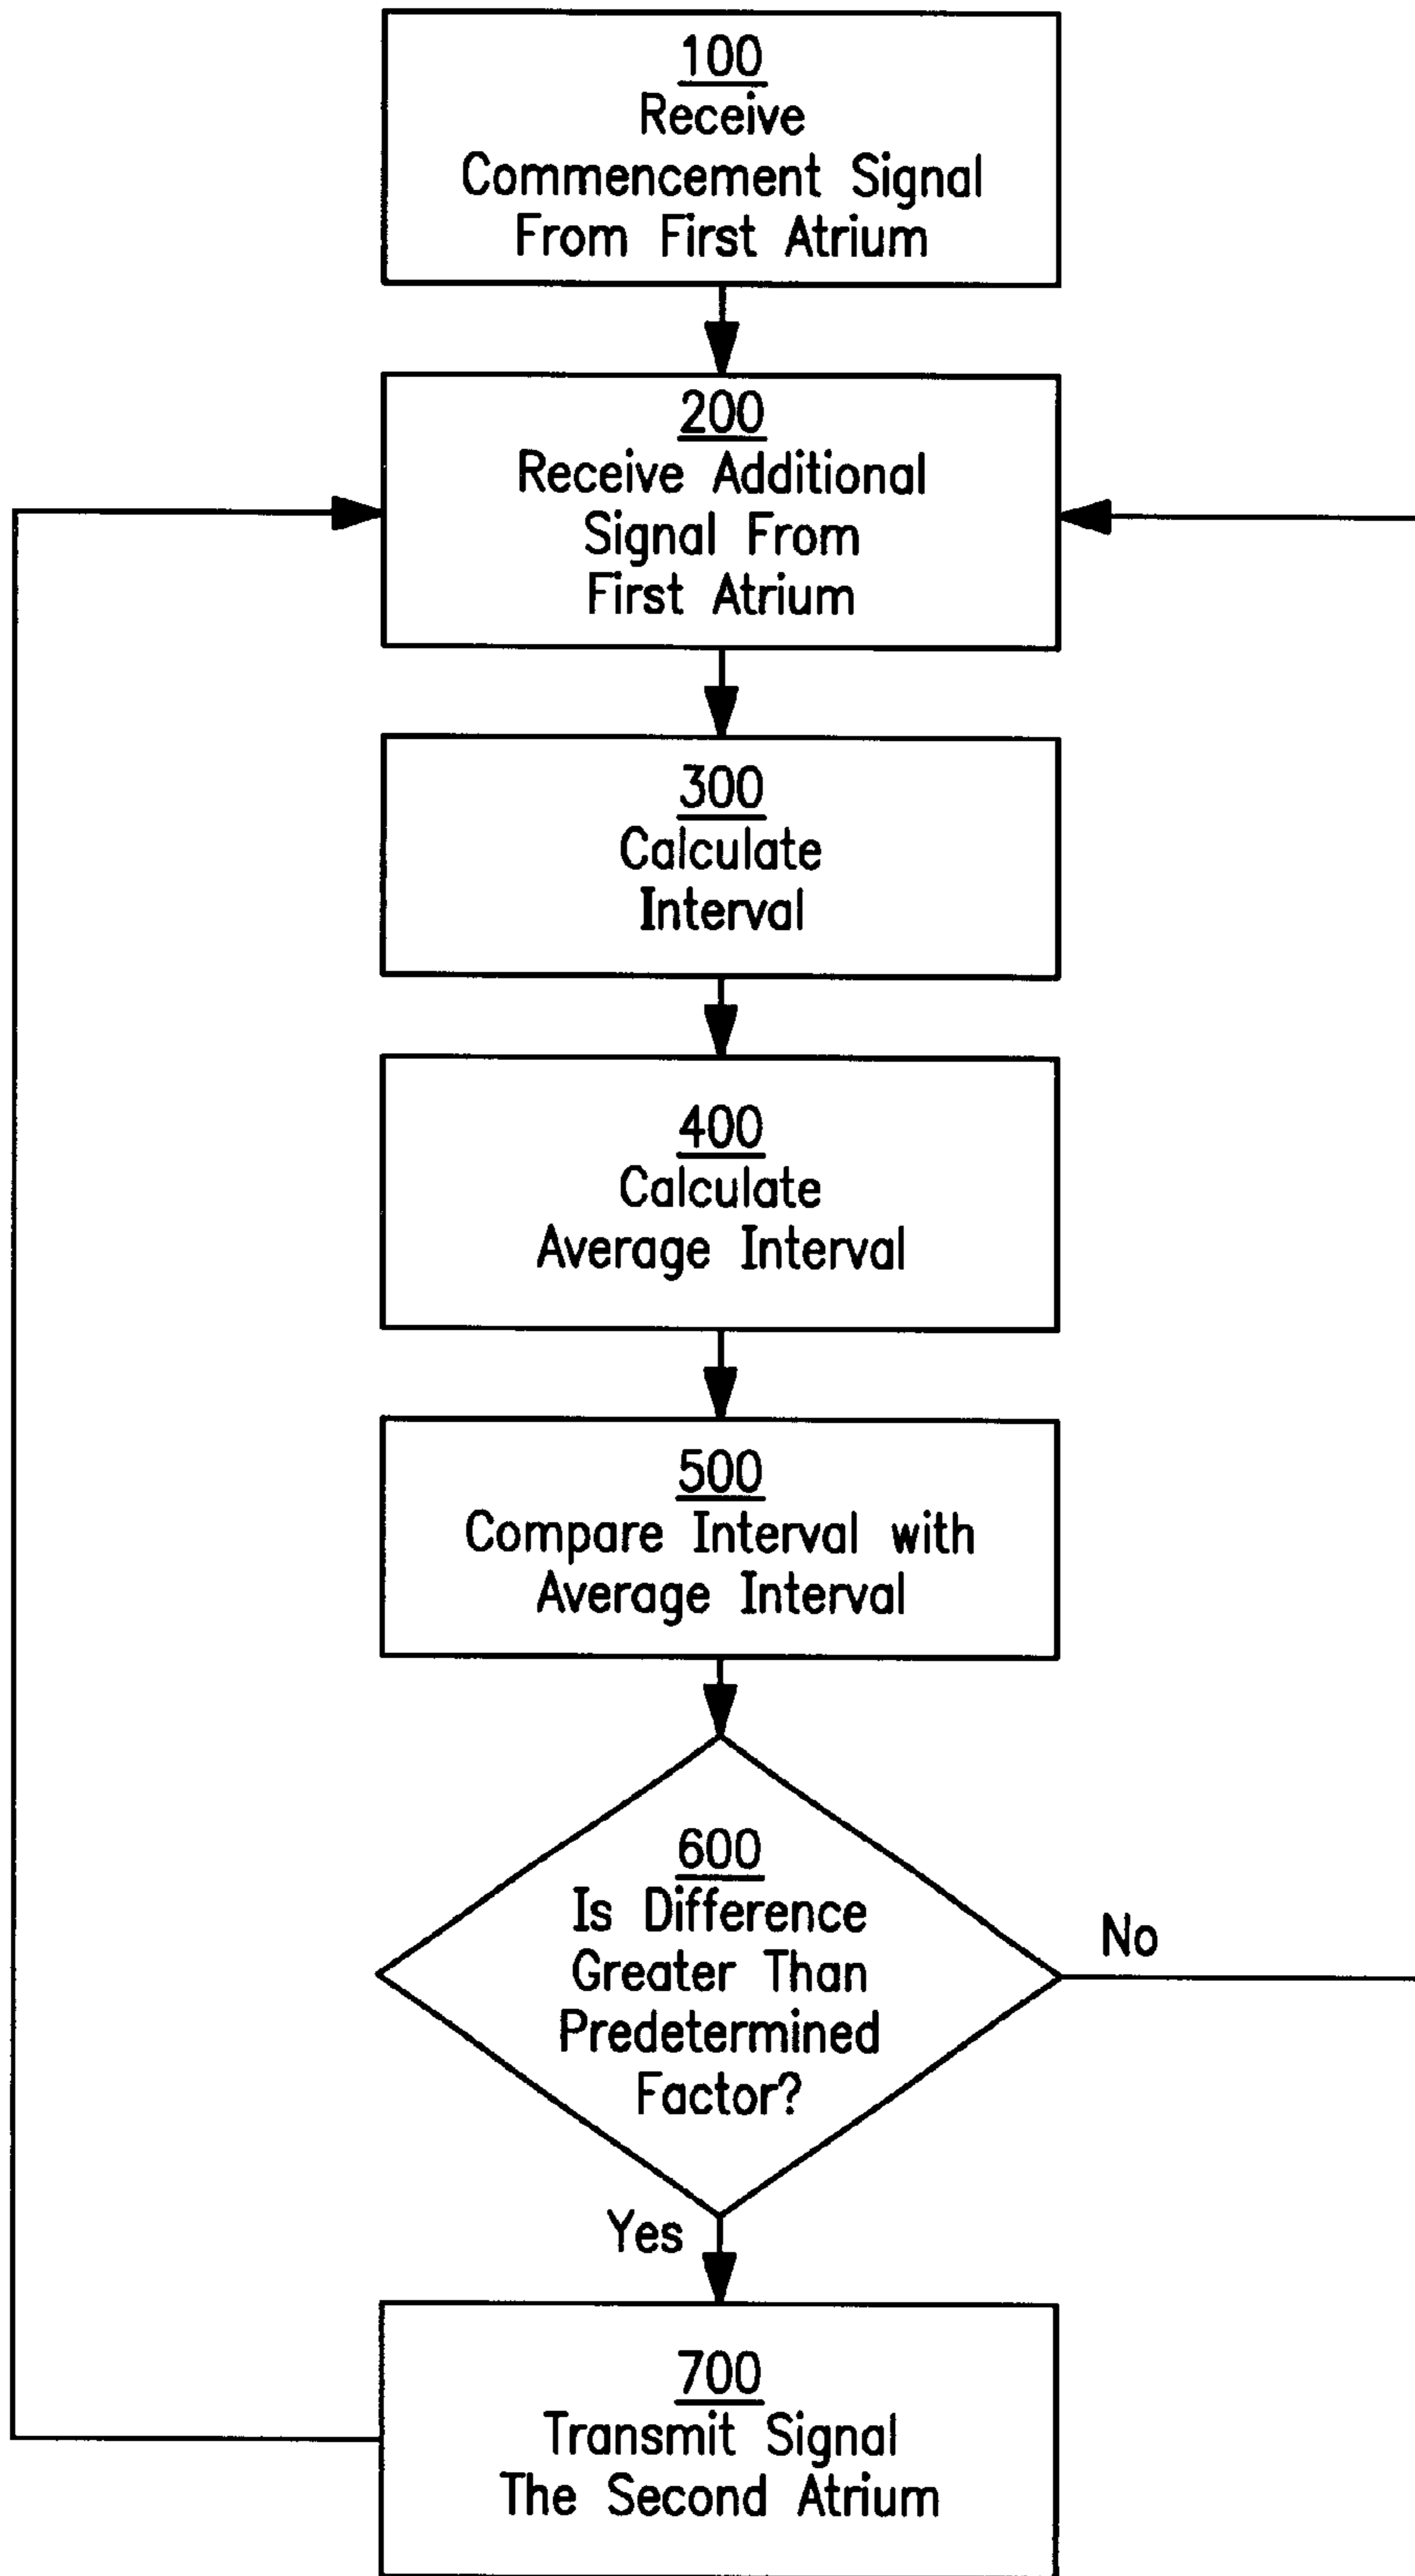 100
Receive
Commencement Signal
From First Atrium
200
Receive Additional
Signal From
First Atrium
300
Calculate
Interval
400
Calculate
Average Interval
500
Compare Interval with
Average Interval
600
Is Difference
Greater Than
Predetermined
Factor?
No
Yes
700
Transmit Signal
The Second Atrium